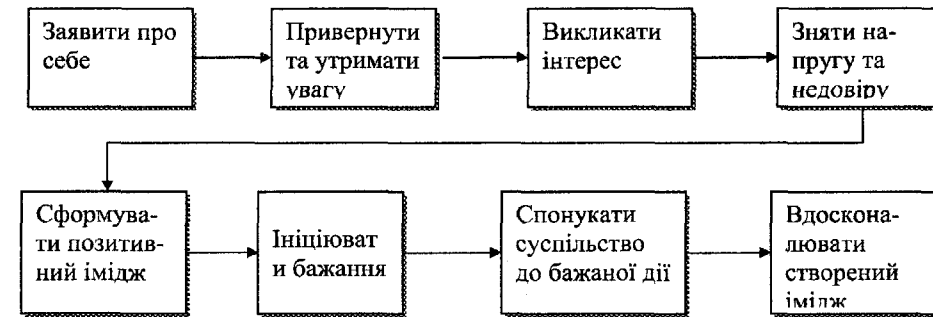 Заявити про
себе
Привернути
та утримати
увагу
Викликати
інтерес
Зняти на-
пругу та
недовіру
Сформува-
ти позитив-
ний імідж
Ініціюват
и бажання
Спонукати
суспільство
до бажаної дії
Вдоскона-
лювати
створений
імідж